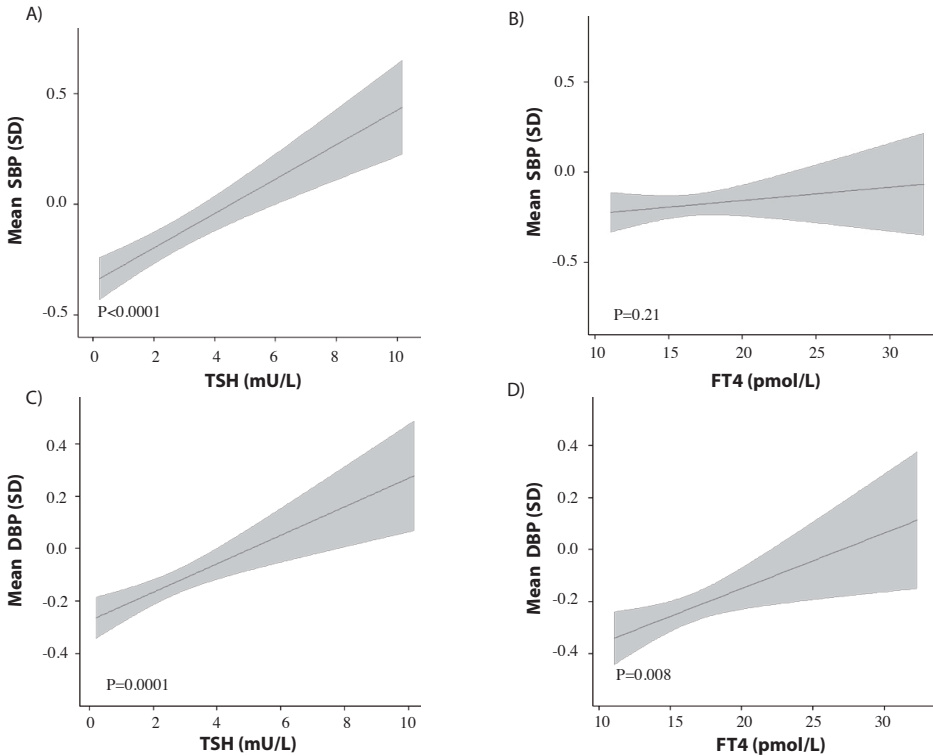 A)
Mean SBP (SD)
0.5
0.0
-0.5
P<0.0001
0 2 4 6 8 10
TSH (mU/L)
B)
Mean SBP (SD)
0.5
0.0
-0.5
P=0.21
10 15 20 25 30
FT4 (pmol/L)
C)
Mean DBP (SD)
0.4
0.2
0.0
-0.2
-0.4
P=0.0001
0 2 4 6 8 10
TSH (mU/L)
D)
Mean DBP (SD)
0.4
0.2
0.0
-0.2
-0.4
P=0.008
10 15 20 25 30
FT4 (pmol/L)